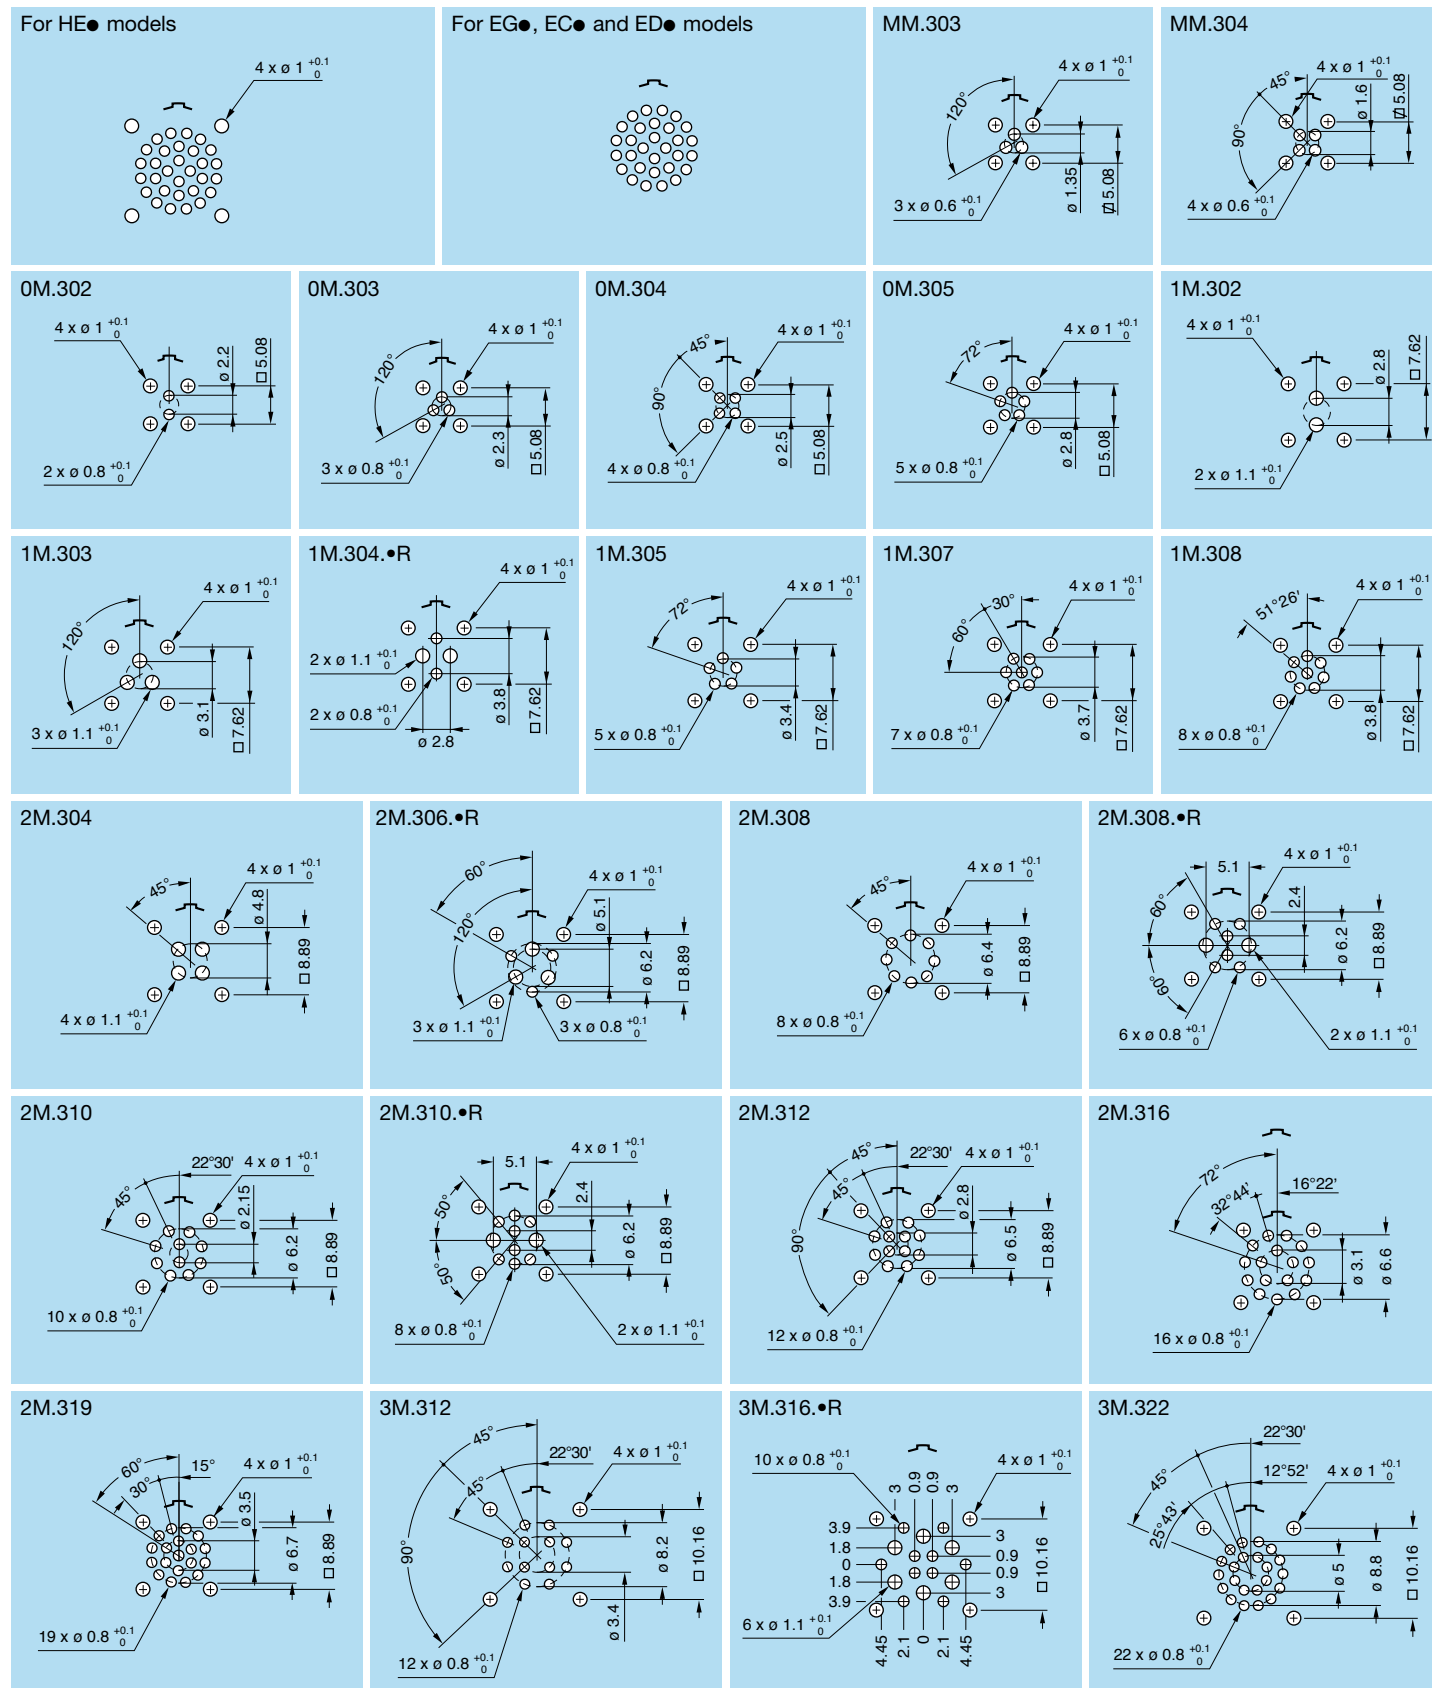 For HE● models
4 x ø 1 +0.1 0
For EG●, EC● and ED● models
MM.303
4 x ø 1 +0.1 0
120°
3 x ø 0.6 +0.1 0
ø 1.35
□ 5.08
MM.304
4 x ø 1 +0.1 0
45°
90°
ø 1.6
□ 5.08
4 x ø 0.6 +0.1 0
0M.302
4 x ø 1 +0.1 0
ø 2.2
□ 5.08
2 x ø 0.8 +0.1 0
0M.303
4 x ø 1 +0.1 0
120°
3 x ø 0.8 +0.1 0
ø 2.3
□ 5.08
0M.304
4 x ø 1 +0.1 0
45°
90°
4 x ø 0.8 +0.1 0
ø 2.5
□ 5.08
0M.305
4 x ø 1 +0.1 0
72°
5 x ø 0.8 +0.1 0
ø 2.8
□ 5.08
1M.302
4 x ø 1 +0.1 0
ø 2.8
□ 7.62
2 x ø 1.1 +0.1 0
1M.303
4 x ø 1 +0.1 0
120°
3 x ø 1.1 +0.1 0
ø 3.1
□ 7.62
1M.304.●R
4 x ø 1 +0.1 0
2 x ø 1.1 +0.1 0
2 x ø 0.8 +0.1 0
ø 2.8
ø 3.8
□ 7.62
1M.305
4 x ø 1 +0.1 0
72°
5 x ø 0.8 +0.1 0
ø 3.4
□ 7.62
1M.307
4 x ø 1 +0.1 0
30°
60°
7 x ø 0.8 +0.1 0
ø 3.7
□ 7.62
1M.308
4 x ø 1 +0.1 0
51°26'
8 x ø 0.8 +0.1 0
ø 3.8
□ 7.62
2M.304
4 x ø 1 +0.1 0
45°
ø 4.8
□ 8.89
4 x ø 1.1 +0.1 0
2M.306.●R
60°
120°
4 x ø 1 +0.1 0
ø 5.1
ø 6.2
□ 8.89
3 x ø 1.1 +0.1 0
3 x ø 0.8 +0.1 0
2M.308
4 x ø 1 +0.1 0
45°
ø 6.4
□ 8.89
8 x ø 0.8 +0.1 0
2M.308.●R
4 x ø 1 +0.1 0
5.1
2.4
60°
60°
ø 6.2
□ 8.89
6 x ø 0.8 +0.1 0
2 x ø 1.1 +0.1 0
2M.310
22°30'
4 x ø 1 +0.1 0
45°
ø 2.15
ø 6.2
□ 8.89
10 x ø 0.8 +0.1 0
2M.310.●R
4 x ø 1 +0.1 0
5.1
2.4
50°
50°
ø 6.2
□ 8.89
8 x ø 0.8 +0.1 0
2 x ø 1.1 +0.1 0
2M.312
45°
22°30'
4 x ø 1 +0.1 0
45°
90°
ø 2.8
ø 6.5
□ 8.89
12 x ø 0.8 +0.1 0
2M.316
72°
16°22'
32°44'
ø 3.1
ø 6.6
16 x ø 0.8 +0.1 0
2M.319
60°
15°
4 x ø 1 +0.1 0
30°
ø 3.5
ø 6.7
□ 8.89
19 x ø 0.8 +0.1 0
3M.312
45°
22°30'
4 x ø 1 +0.1 0
45°
90°
ø 8.2
□ 10.16
ø 3.4
12 x ø 0.8 +0.1 0
3M.316.●R
10 x ø 0.8 +0.1 0
4 x ø 1 +0.1 0
3 0.9 0.9 3
3.9
1.8
0
1.8
3.9
3
0.9
0.9
3
□ 10.16
6 x ø 1.1 +0.1 0
4.45 2.1 0 2.1 4.45
3M.322
22°30'
12°52'
4 x ø 1 +0.1 0
45°
25°43'
ø 5
ø 8.8
□ 10.16
22 x ø 0.8 +0.1 0